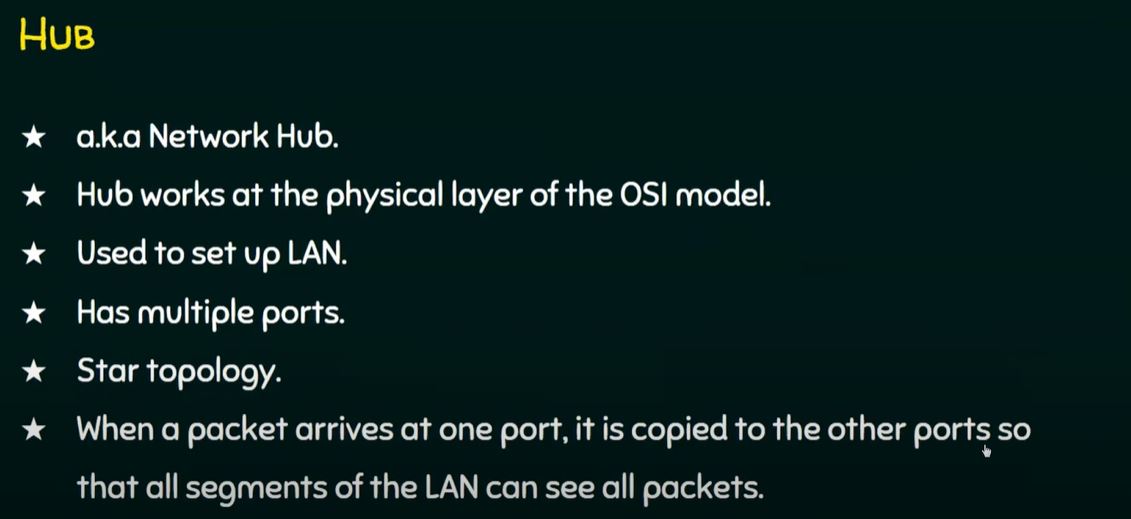 HUB
★ a.k.a Network Hub.
★ Hub works at the physical layer of the OSI model.
★ Used to set up LAN.
★ Has multiple ports.
★ Star topology.
★ When a packet arrives at one port, it is copied to the other ports so
that all segments of the LAN can see all packets.